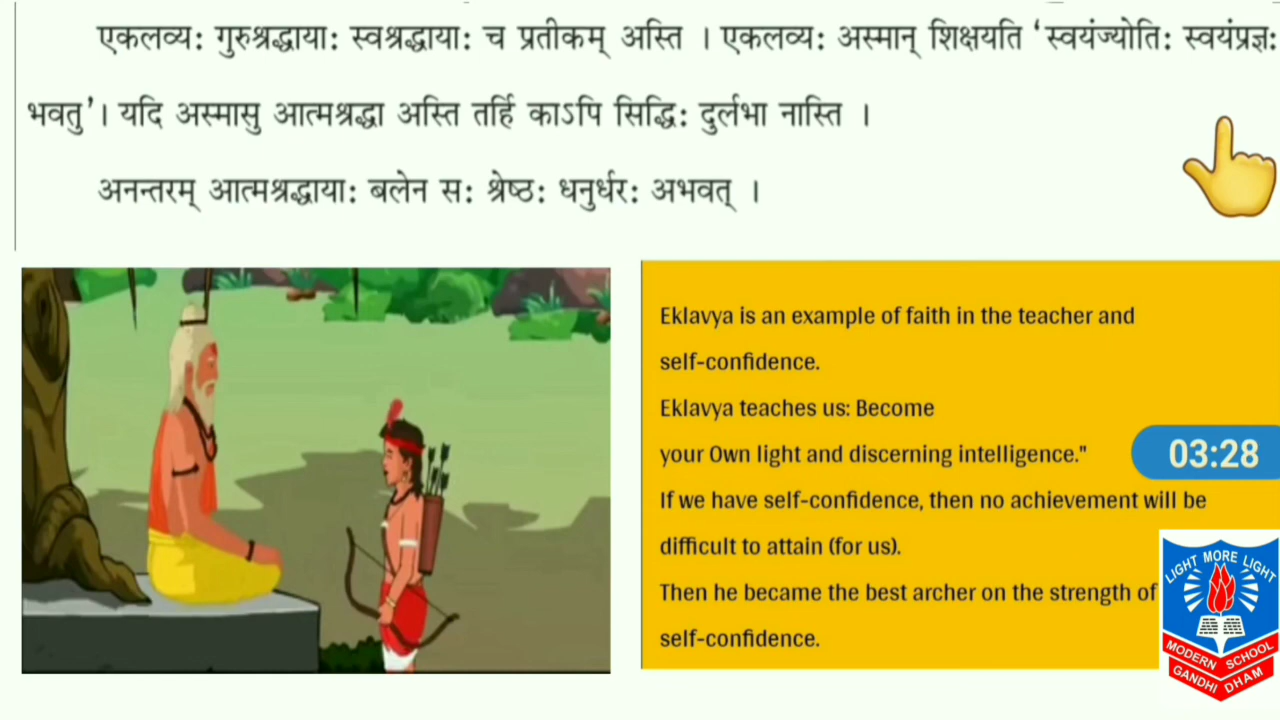 एकलव्यः गुरुश्रद्धायाः स्वश्रद्धायाः च प्रतीकम् अस्ति । एकलव्यः अस्मान् शिक्षयति ‘स्वयंज्योतिः स्वयंप्रज्ञः
भवतु’। यदि अस्मासु आत्मश्रद्धा अस्ति तर्हि काऽपि सिद्धिः दुर्लभा नास्ति ।
अनन्तरम् आत्मश्रद्धायाः बलेन सः श्रेष्ठः धनुर्धरः अभवत् ।
Eklavya is an example of faith in the teacher and
self-confidence.
Eklavya teaches us: Become
your Own light and discerning intelligence."
If we have self-confidence, then no achievement will be
difficult to attain (for us).
Then he became the best archer on the strength of
self-confidence.
03:28
LIGHT MORE LIGHT
MODERN SCHOOL
GANDHI DHAM